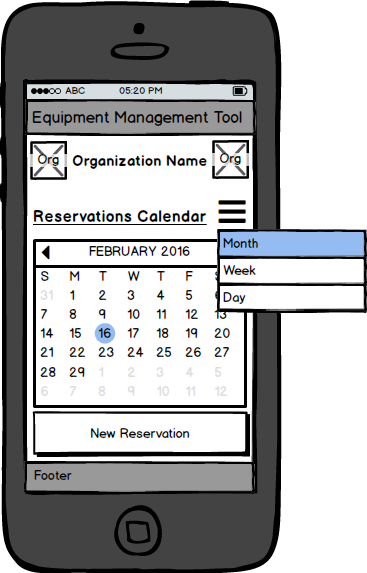 ABC 05:20 PM
Equipment Management Tool
Org Organization Name Org
Reservations Calendar
Month
FEBRUARY 2016
Week
S M T W T F S
Day
31 1 2 3 4 5 6
7 8 9 10 11 12 13
14 15 16 17 18 19 20
21 22 23 24 25 26 27
28 29 1 2 3 4 5
6 7 8 9 10 11 12
New Reservation
Footer